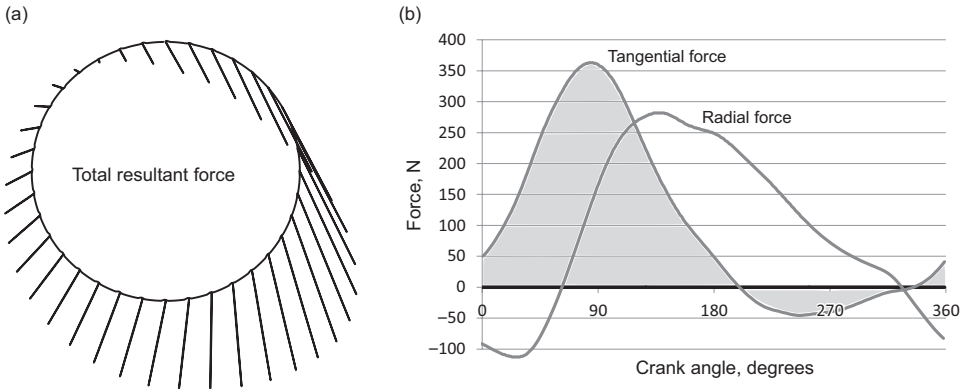 (a)
Total resultant force
(b)
Force, N
400
350
300
250
200
150
100
50
0
−50
−100
Tangential force
Radial force
0 90 180 270 360
Crank angle, degrees